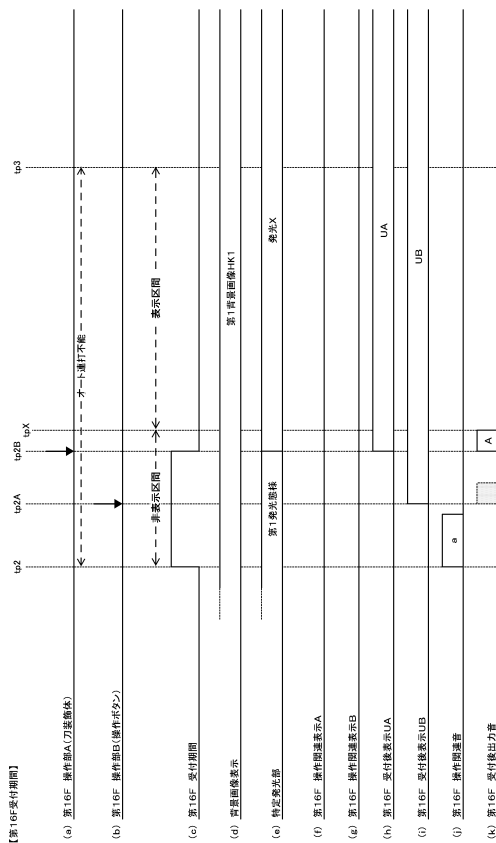 【第16F受付期間】
tp2
tp2A
tp2B
tpX
tp3
(a) 第16F 操作部A(刀装飾体)
オート連打不能
(b) 第16F 操作部B(操作ボタン)
非表示区間
表示区間
(c) 第16F 受付期間
(d) 背景画像表示
第1背景画像HK1
(e) 特定発光部
第1発光態様
発光X
(f) 第16F 操作関連表示A
(g) 第16F 操作関連表示B
(h) 第16F 受付後表示UA
UA
(i) 第16F 受付後表示UB
UB
(j) 第16F 操作関連音
a
(k) 第16F 受付後出力音
A